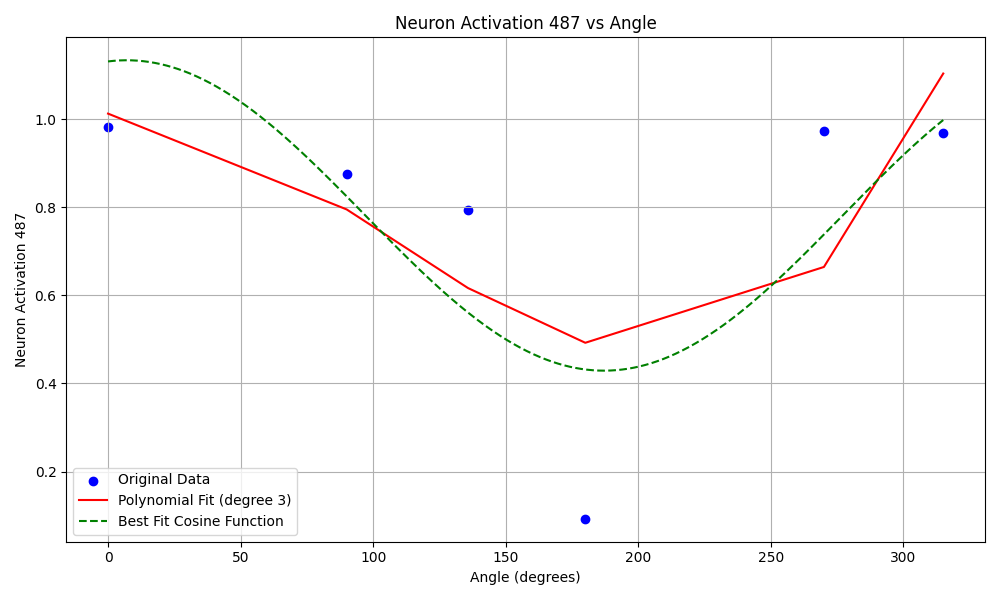 Neuron Activation 487 vs Angle
Neuron Activation 487
1.0
0.8
0.6
0.4
0.2
Original Data
Polynomial Fit (degree 3)
Best Fit Cosine Function
0 50 100 150 200 250 300
Angle (degrees)